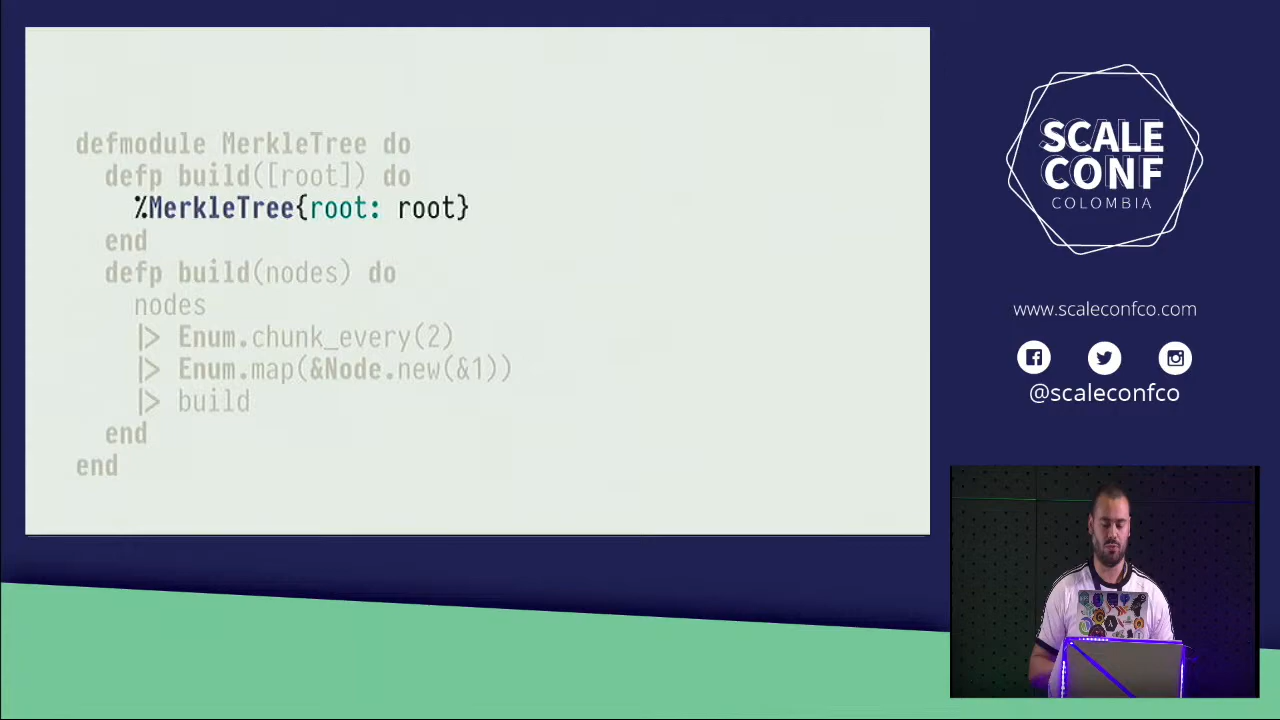 defmodule MerkleTree do
defp build([root]) do
%MerkleTree{root: root}
end
defp build(nodes) do
nodes
|> Enum.chunk_every(2)
|> Enum.map(&Node.new(&1))
|> build
end
end
SCALE
CONF
COLOMBIA
www.scaleconfco.com
@scaleconfco